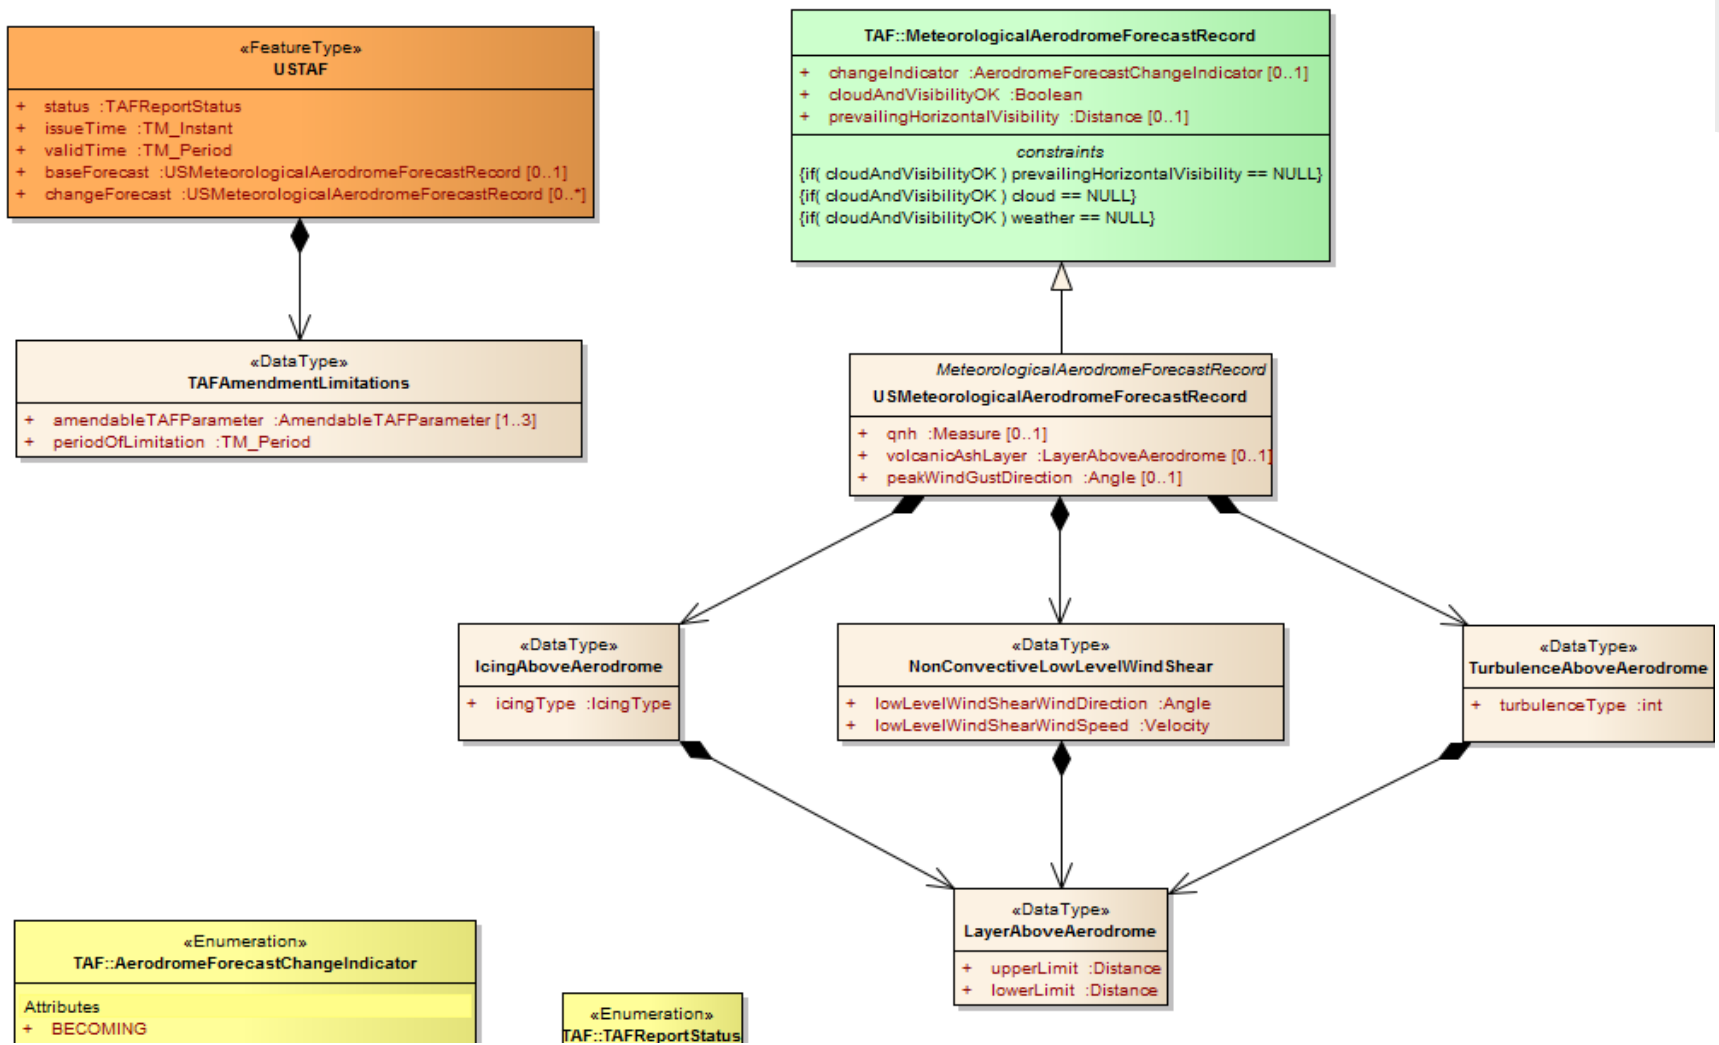 «FeatureType»
USTAF
+ status :TAFReportStatus
+ issueTime :TM_Instant
+ validTime :TM_Period
+ baseForecast :USMeteorologicalAerodromeForecastRecord [0..1]
+ changeForecast :USMeteorologicalAerodromeForecastRecord [0..*]
TAF::MeteorologicalAerodromeForecastRecord
+ changeIndicator :AerodromeForecastChangeIndicator [0..1]
+ cloudAndVisibilityOK :Boolean
+ prevailingHorizontalVisibility :Distance [0..1]
constraints
{if( cloudAndVisibilityOK ) prevailingHorizontalVisibility == NULL}
{if( cloudAndVisibilityOK ) cloud == NULL}
{if( cloudAndVisibilityOK ) weather == NULL}
«DataType»
TAFAmendmentLimitations
+ amendableTAFParameter :AmendableTAFParameter [1..3]
+ periodOfLimitation :TM_Period
MeteorologicalAerodromeForecastRecord
USMeteorologicalAerodromeForecastRecord
+ qnh :Measure [0..1]
+ volcanicAshLayer :LayerAboveAerodrome [0..1]
+ peakWindGustDirection :Angle [0..1]
«DataType»
IcingAboveAerodrome
+ icingType :IcingType
«DataType»
NonConvectiveLowLevelWindShear
+ lowLevelWindShearWindDirection :Angle
+ lowLevelWindShearWindSpeed :Velocity
«DataType»
TurbulenceAboveAerodrome
+ turbulenceType :int
«DataType»
LayerAboveAerodrome
+ upperLimit :Distance
+ lowerLimit :Distance
«Enumeration»
TAF::AerodromeForecastChangeIndicator
Attributes
+ BECOMING
«Enumeration»
TAF::TAFReportStatus